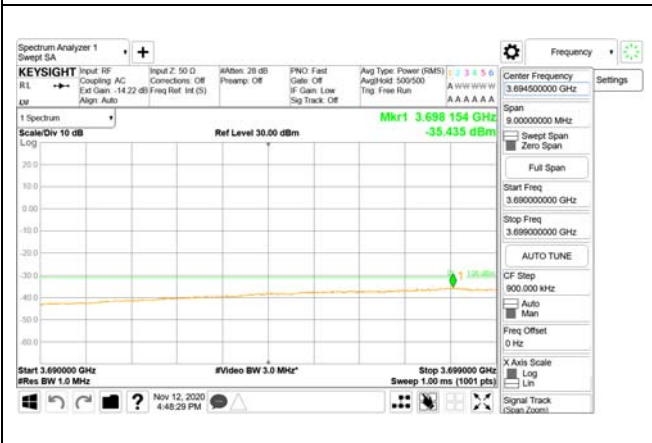 Spectrum Analyzer 1
Swept SA
+
Frequency
KEYSIGHT
RL
Input: RF
Coupling: AC
Ext Gain: -14.22 dB
Align: Auto
Input Z: 50 Ω
Corrections: Off
Freq Ref: Int (S)
#Atten: 28 dB
Preamp: Off
PNO: Fast
Gate: Off
IF Gain: Low
Sig Track: Off
Avg Type: Power (RMS)
Avg|Hold: 500/500
Trig: Free Run
1 2 3 4 5 6
A W W W W W
A A A A A A
1 Spectrum
Scale/Div 10 dB
Ref Level 30.00 dBm
Mkr1 3.698 154 GHz
-35.435 dBm
Log
20.0
10.0
0.00
-10.0
-20.0
-30.0
-40.0
-50.0
-60.0
1
Start 3.690000 GHz
#Res BW 1.0 MHz
#Video BW 3.0 MHz*
Stop 3.699000 GHz
Sweep 1.00 ms (1001 pts)
?
Nov 12, 2020
4:48:29 PM
Center Frequency
3.694500000 GHz
Settings
Span
9.00000000 MHz
Swept Span
Zero Span
Full Span
Start Freq
3.690000000 GHz
Stop Freq
3.699000000 GHz
AUTO TUNE
CF Step
900.000 kHz
Auto
Man
Freq Offset
0 Hz
X Axis Scale
Log
Lin
Signal Track
(Span Zoom)